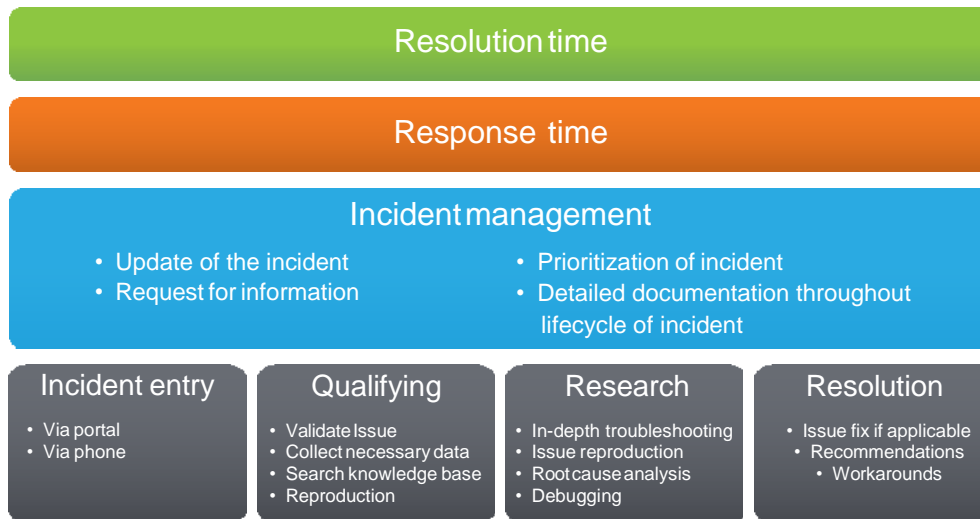 Resolution time
Response time
Incident management
• Update of the incident
• Request for information
• Prioritization of incident
• Detailed documentation throughout
lifecycle of incident
Incident entry
• Via portal
• Via phone
Qualifying
• Validate Issue
• Collect necessary data
• Search knowledge base
• Reproduction
Research
• In-depth troubleshooting
• Issue reproduction
• Root cause analysis
• Debugging
Resolution
• Issue fix if applicable
• Recommendations
• Workarounds